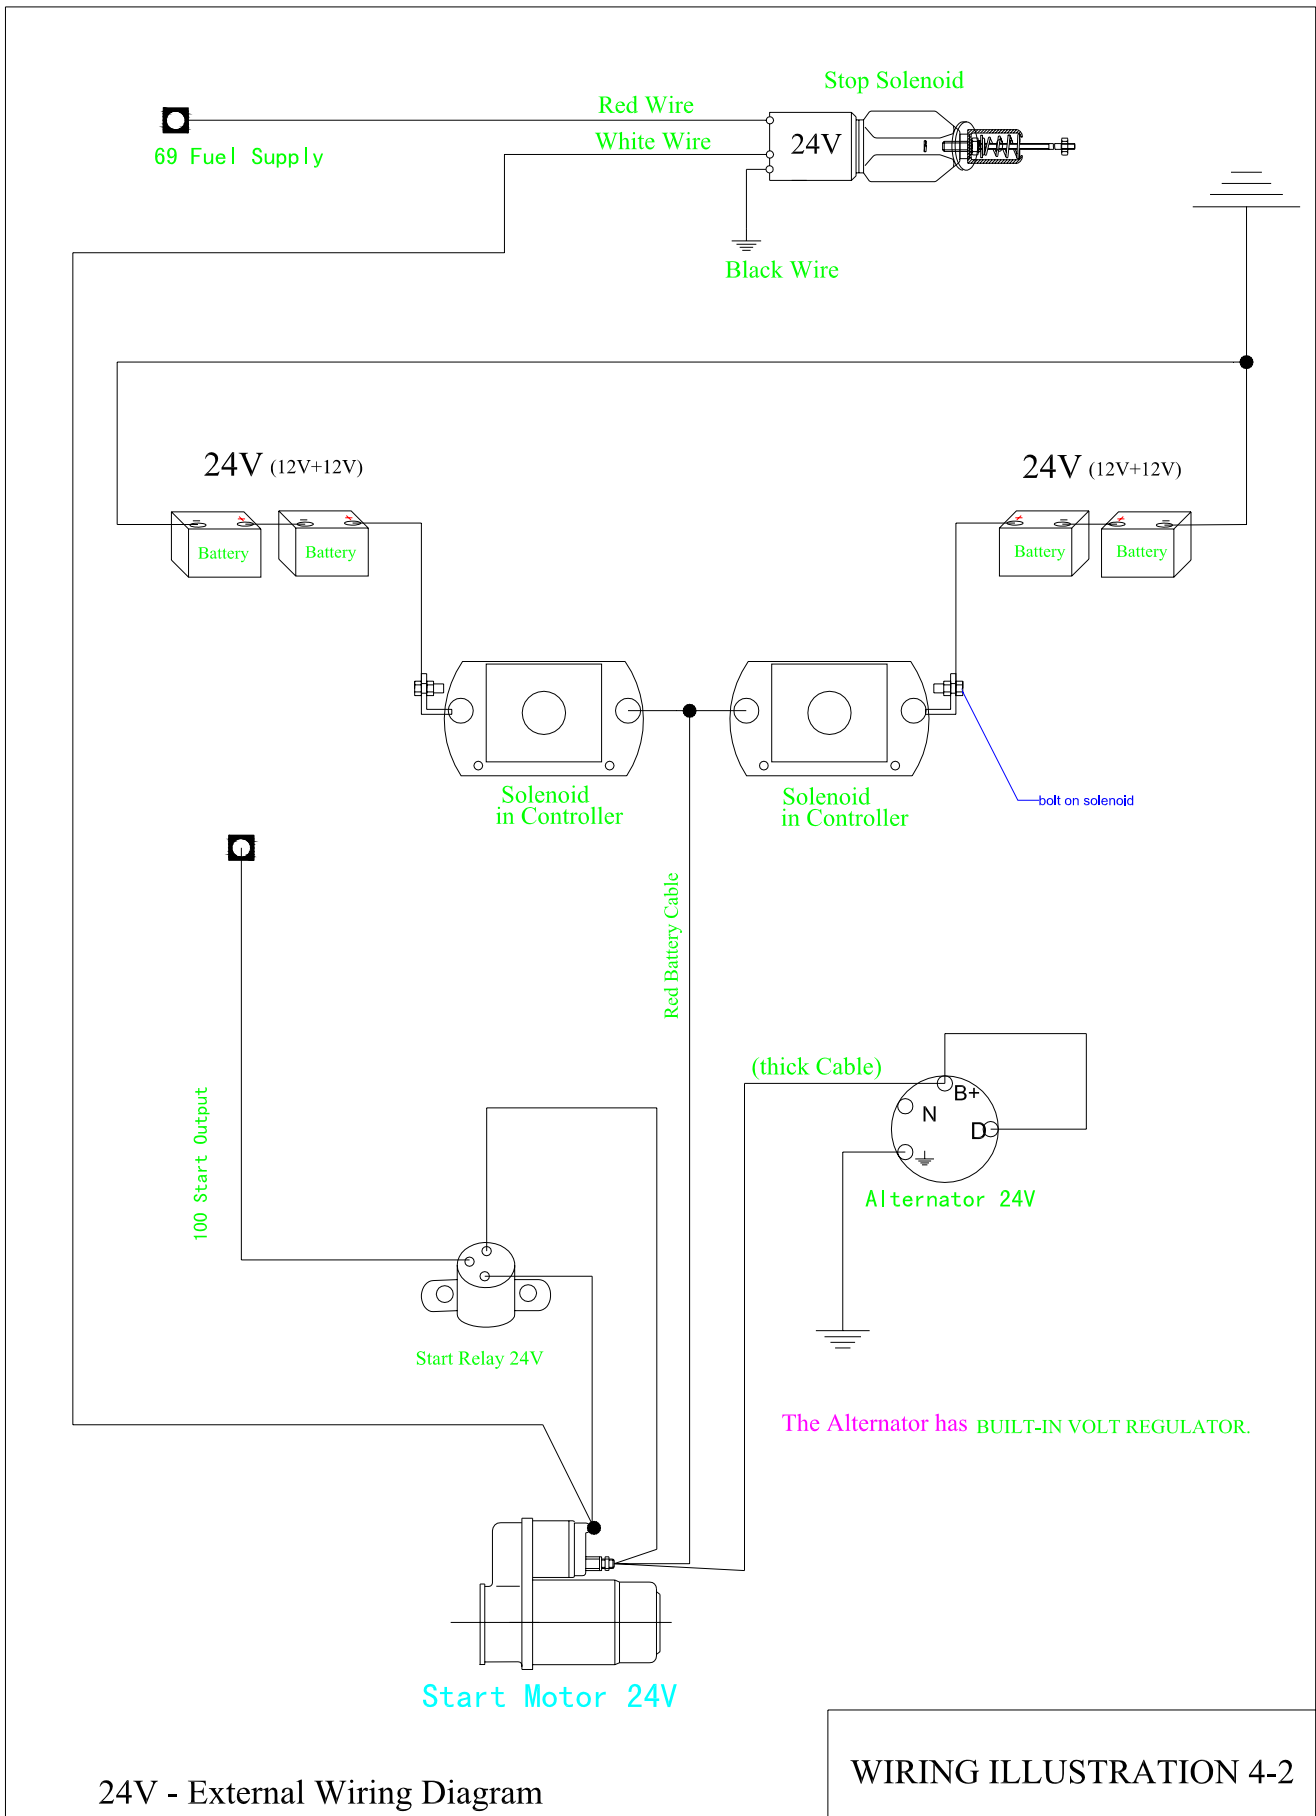 Stop Solenoid
Red Wire
White Wire
24V
69 Fuel Supply
Black Wire
24V (12V+12V)
24V (12V+12V)
- + - +
+ - + -
Battery
Battery
Battery
Battery
Solenoid
in Controller
Solenoid
in Controller
bolt on solenoid
Red Battery Cable
(thick Cable)
B+
N
D
Alternator 24V
100 Start Output
Start Relay 24V
The Alternator has BUILT-IN VOLT REGULATOR.
Start Motor 24V
24V - External Wiring Diagram
WIRING ILLUSTRATION 4-2